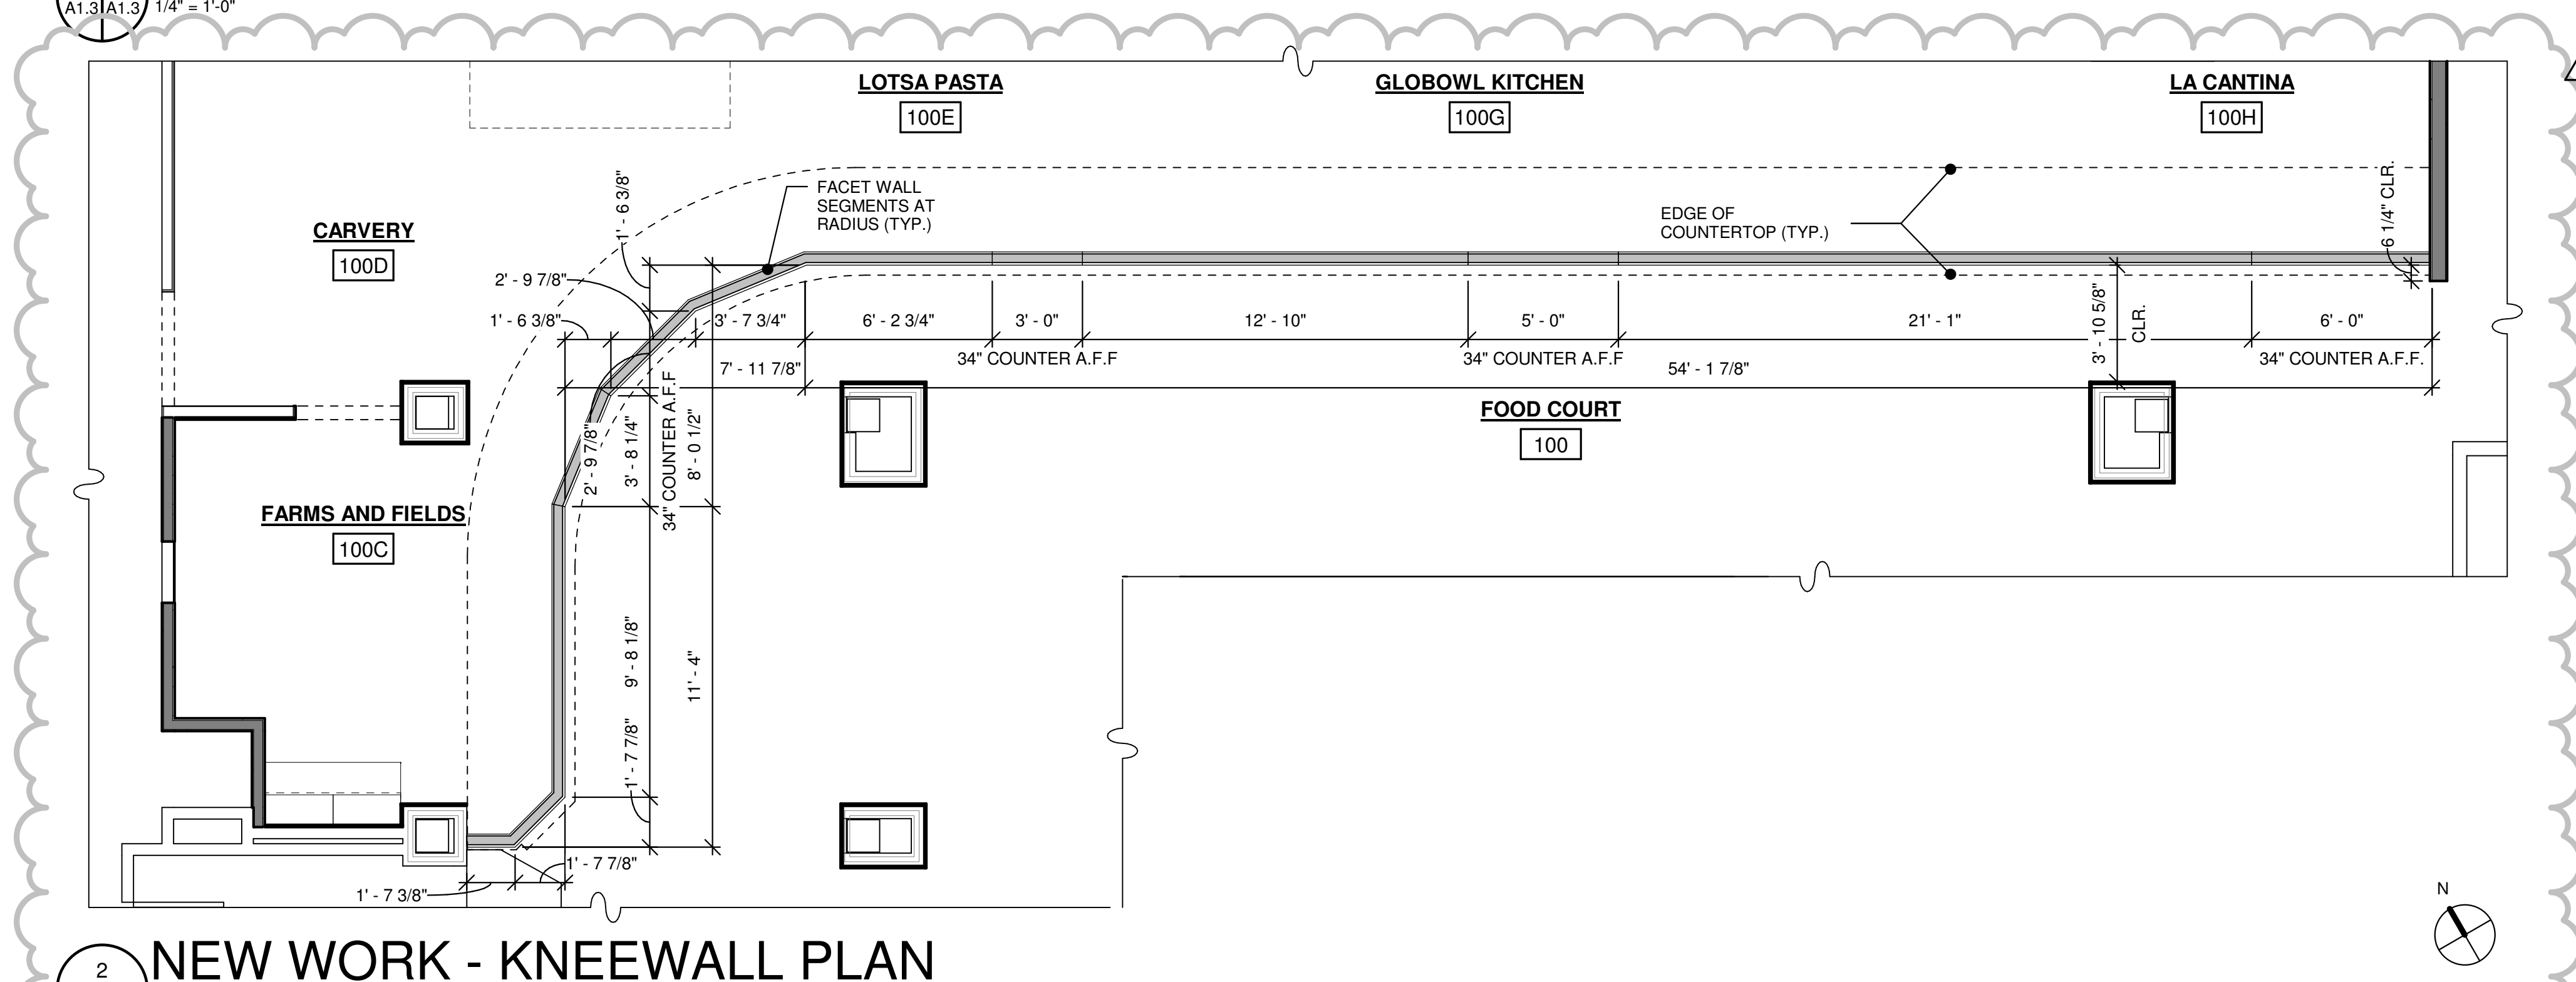 A1.3 A1.3 1/4" = 1'-0"
LOTSA PASTA
100E
GLOBOWL KITCHEN
100G
LA CANTINA
100H
FACET WALL
SEGMENTS AT
RADIUS (TYP.)
EDGE OF
COUNTERTOP (TYP.)
6 1/4" CLR.
1' - 6 3/8"
CARVERY
100D
2' - 9 7/8"
1' - 6 3/8"
3' - 7 3/4"
6' - 2 3/4"
3' - 0"
12' - 10"
5' - 0"
21' - 1"
3' - 10 5/8"
CLR.
6' - 0"
34" COUNTER A.F.F
34" COUNTER A.F.F
34" COUNTER A.F.F.
7' - 11 7/8"
54' - 1 7/8"
FOOD COURT
100
2' - 9 7/8"
3' - 8 1/4"
34" COUNTER A.F.F
8' - 0 1/2"
FARMS AND FIELDS
100C
9' - 8 1/8"
11' - 4"
1' - 7 7/8"
1' - 7 7/8"
1' - 7 3/8"
N
2
NEW WORK - KNEEWALL PLAN